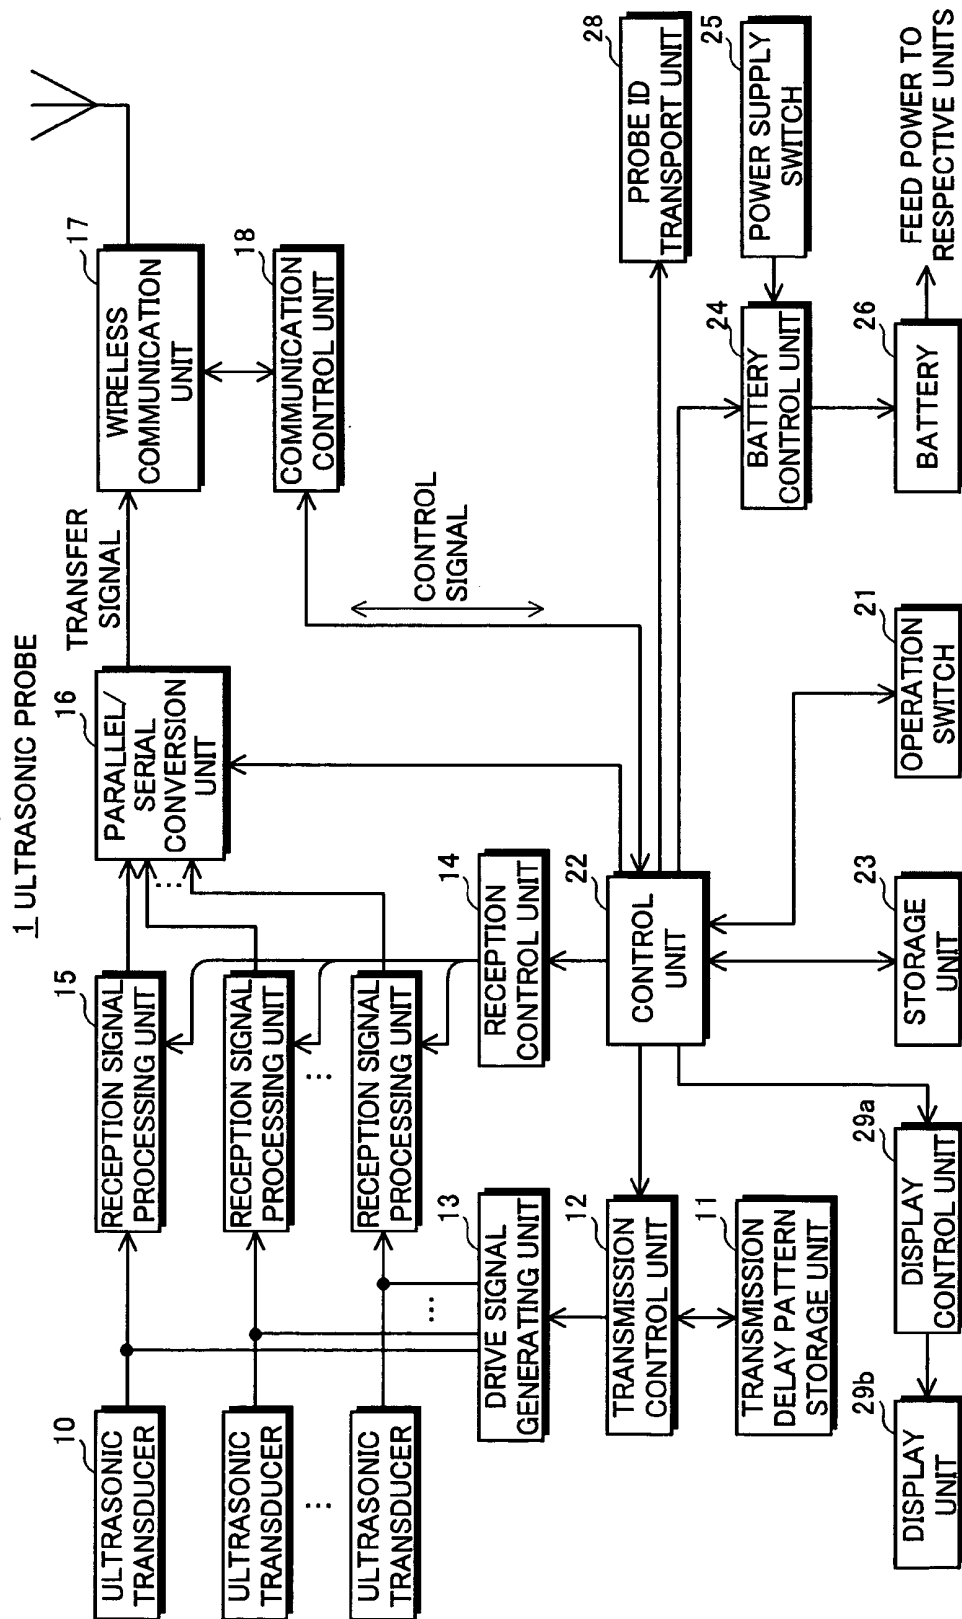 1 ULTRASONIC PROBE
10
ULTRASONIC
TRANSDUCER
ULTRASONIC
TRANSDUCER
...
ULTRASONIC
TRANSDUCER
15
RECEPTION SIGNAL
PROCESSING UNIT
RECEPTION SIGNAL
PROCESSING UNIT
...
RECEPTION SIGNAL
PROCESSING UNIT
...
16
PARALLEL/
SERIAL
CONVERSION
UNIT
TRANSFER
SIGNAL
17
WIRELESS
COMMUNICATION
UNIT
18
COMMUNICATION
CONTROL UNIT
CONTROL
SIGNAL
...
13
DRIVE SIGNAL
GENERATING UNIT
14
RECEPTION
CONTROL UNIT
12
TRANSMISSION
CONTROL UNIT
22
CONTROL
UNIT
28
PROBE ID
TRANSPORT UNIT
11
TRANSMISSION
DELAY PATTERN
STORAGE UNIT
24
BATTERY
CONTROL UNIT
25
POWER SUPPLY
SWITCH
29a
DISPLAY
CONTROL UNIT
29b
DISPLAY
UNIT
23
STORAGE
UNIT
21
OPERATION
SWITCH
26
BATTERY
FEED POWER TO
RESPECTIVE UNITS